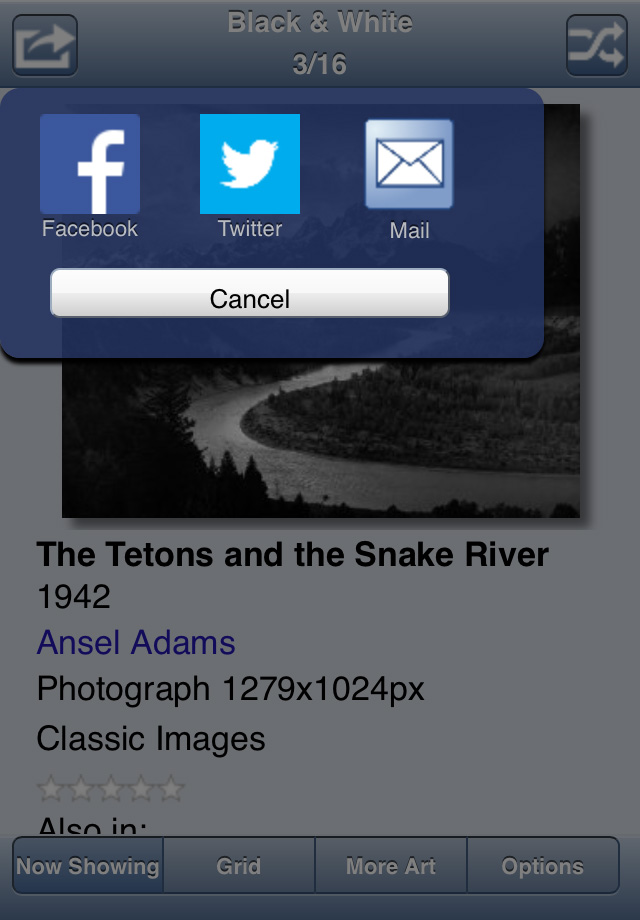 Black & White
3/16
Facebook Twitter Mail
Cancel
The Tetons and the Snake River
1942
Ansel Adams
Photograph 1279x1024px
Classic Images
Also in:
Now Showing Grid More Art Options